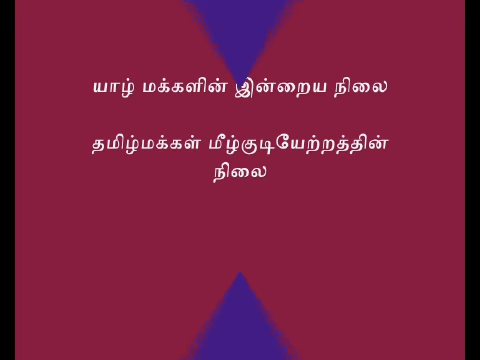 யாழ் மக்களின் இன்றைய நிலை
தமிழ்மக்கள் மீழ்குடியேற்றத்தின்
நிலை